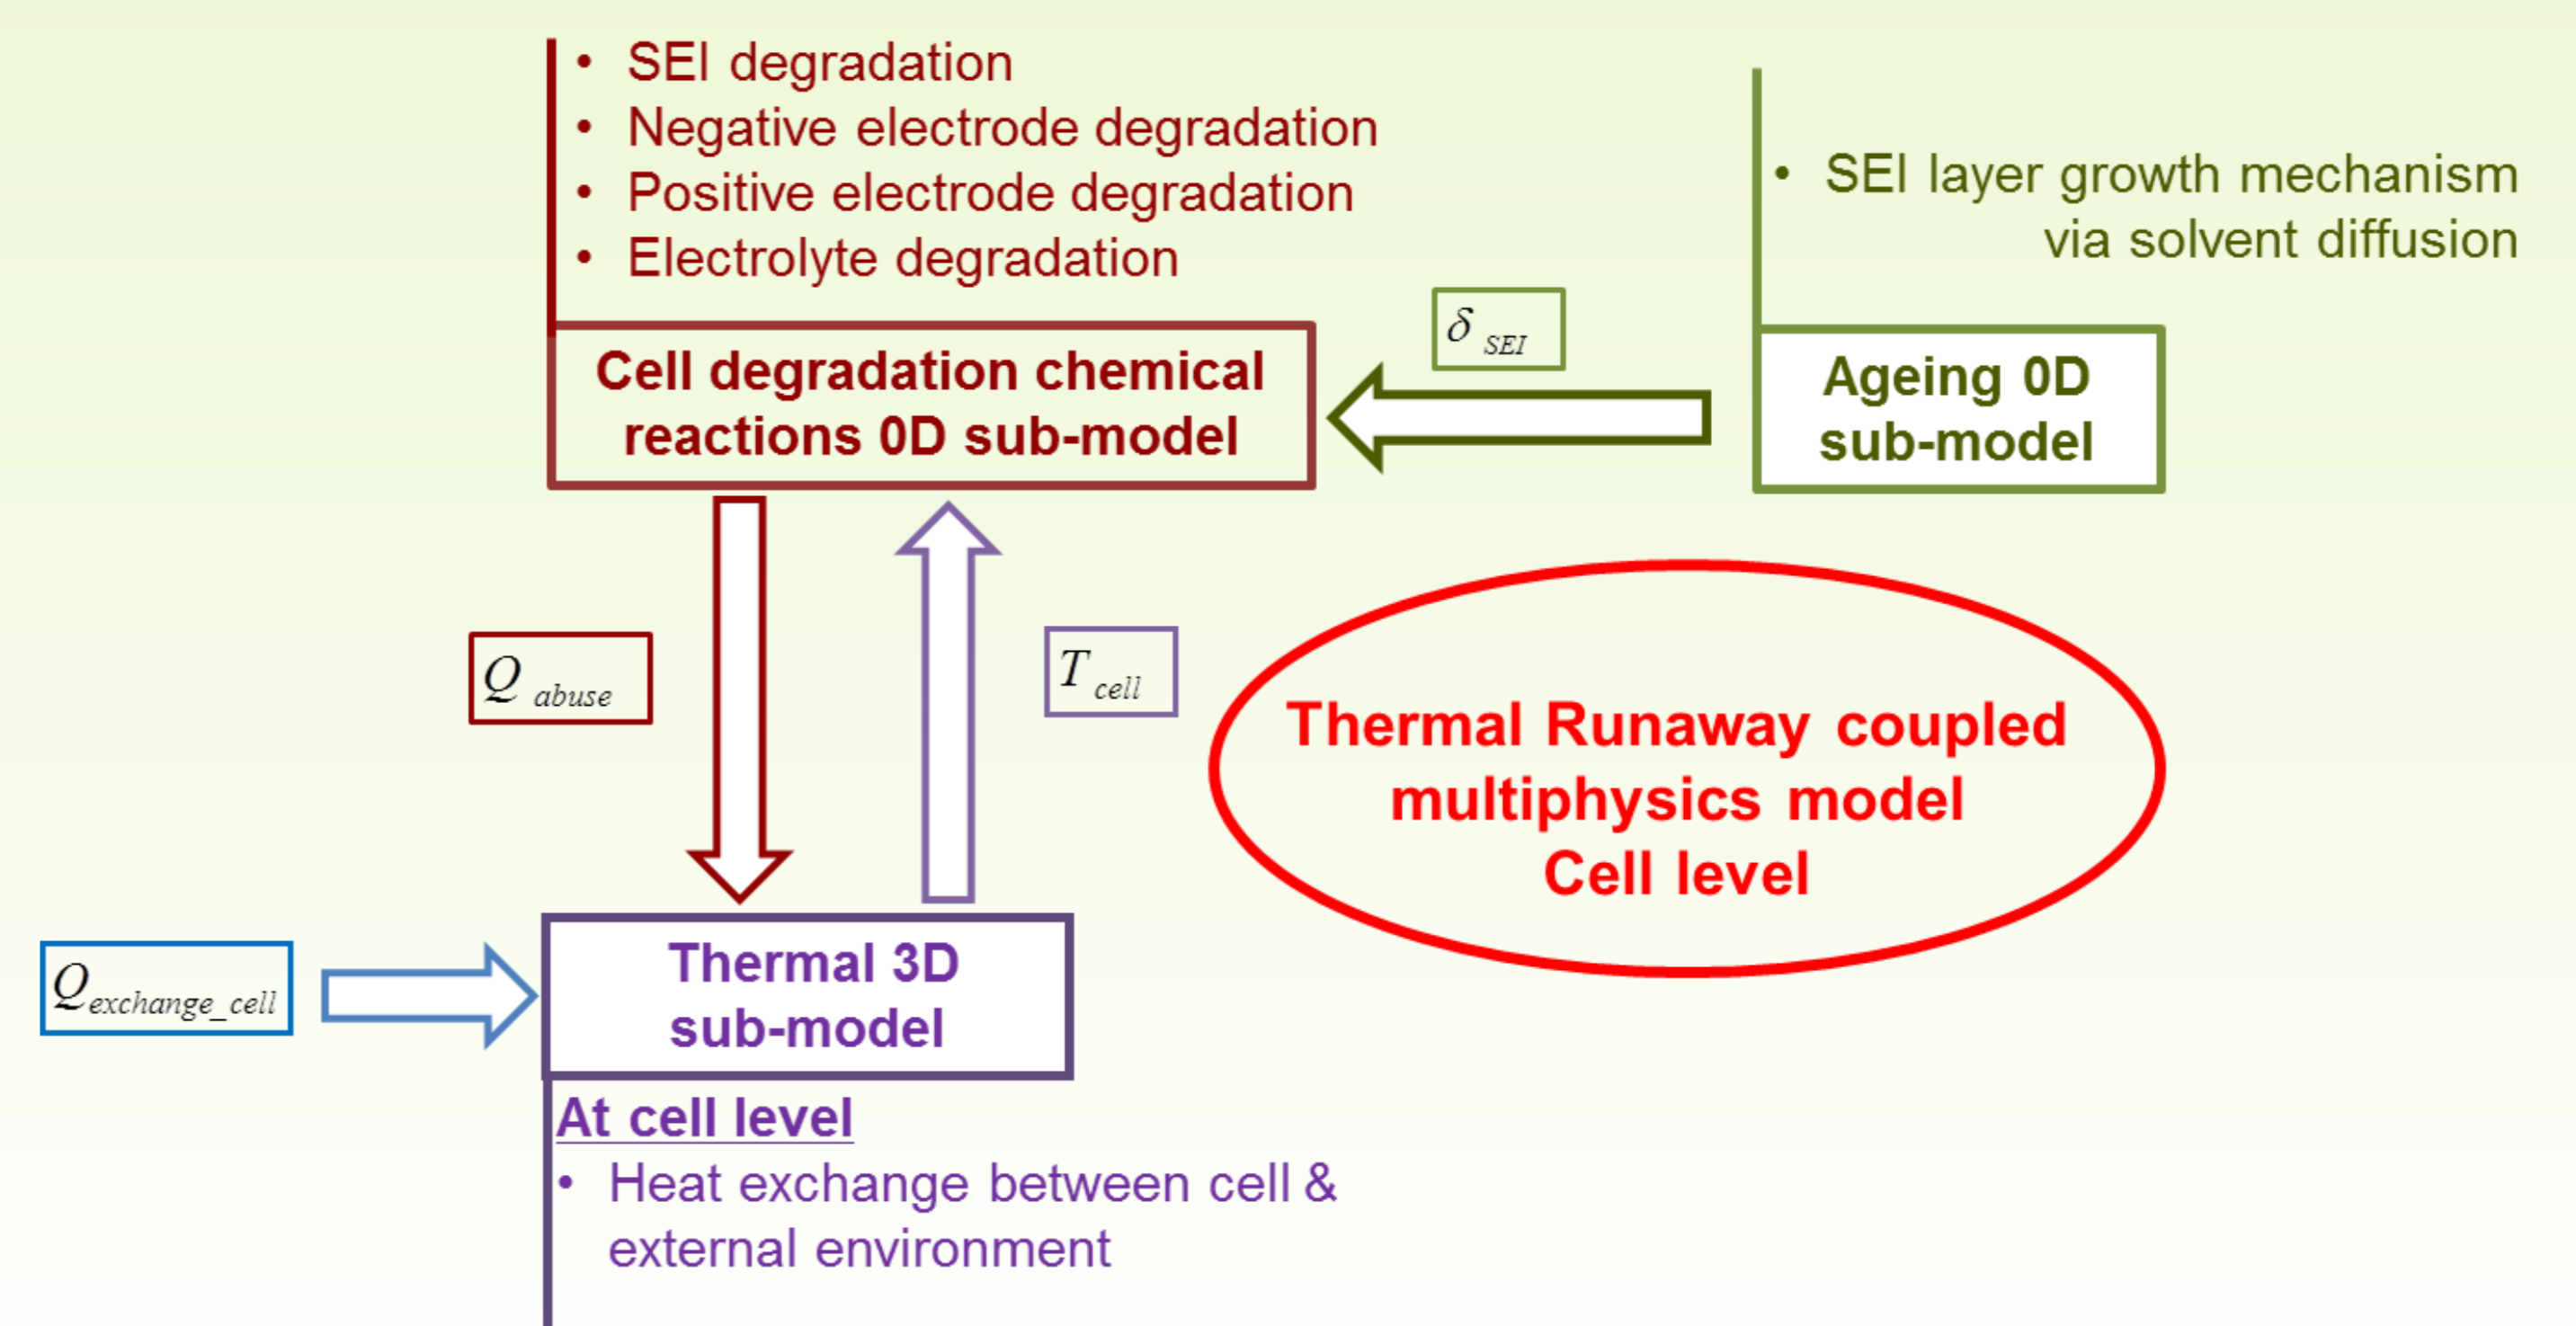 • SEI degradation
• Negative electrode degradation
• Positive electrode degradation
• Electrolyte degradation
• SEI layer growth mechanism
via solvent diffusion
δ SEI
Cell degradation chemical
reactions 0D sub-model
Ageing 0D
sub-model
Q abuse
T cell
Thermal Runaway coupled
multiphysics model
Cell level
Q exchange_cell
Thermal 3D
sub-model
At cell level
• Heat exchange between cell &
external environment